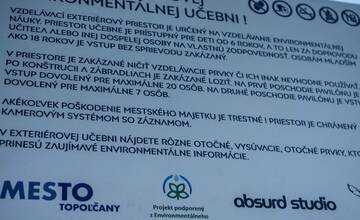 ENVIRONMENTÁLNEJ UČEBNI !
VZDELÁVACÍ EXTERIÉROVÝ PRIESTOR JE URČENÝ NA VZDELÁVANIE ENVIRONMENTÁLNEJ
NÁUKY. PRIESTOR UČEBNE JE PRÍSTUPNÝ PRE DETI OD 6 ROKOV, A TO LEN ZA DOPROVODU
UČITEĽA ALEBO INEJ DOSPELEJ OSOBY NA VLASTNÚ ZODPOVEDNOSŤ. OSOBÁM MLADŠÍM
AKO 18 ROKOV JE VSTUP BEZ SPRIEVODU ZAKÁZANÝ.
V PRIESTORE JE ZAKÁZANÉ NIČIŤ VZDELÁVACIE PRVKY ČI ICH INAK NEVHODNE POUŽÍVAŤ.
PO KONŠTRUKCII A ZÁBRADLIACH JE ZAKÁZANÉ LOZIŤ. NA PRVÉ POSCHODIE PAVILÓNU JE
VSTUP DOVOLENÝ PRE MAXIMÁLNE 20 OSÔB. NA DRUHÉ POSCHODIE PAVILÓNU JE VSTUP
DOVOLENÝ PRE MAXIMÁLNE 7 OSÔB.
AKÉKOĽVEK POŠKODENIE MESTSKÉHO MAJETKU JE TRESTNÉ I PRIESTOR JE CHRÁNENÝ
KAMEROVÝM SYSTÉMOM SO ZÁZNAMOM.
V EXTERIÉROVEJ UČEBNI NÁJDETE RÔZNE OTOČNÉ, VYSÚVACIE, OTOČNÉ PRVKY, KTORÉ
PRINESÚ ZAUJÍMAVÉ ENVIRONMENTÁLNE INFORMÁCIE.
MESTO
TOPOĽČANY
Projekt podporený
z Environmentálneho
absurd studio